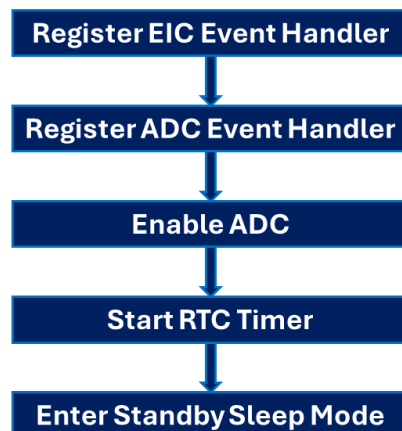 Register EIC Event Handler
Register ADC Event Handler
Enable ADC
Start RTC Timer
Enter Standby Sleep Mode